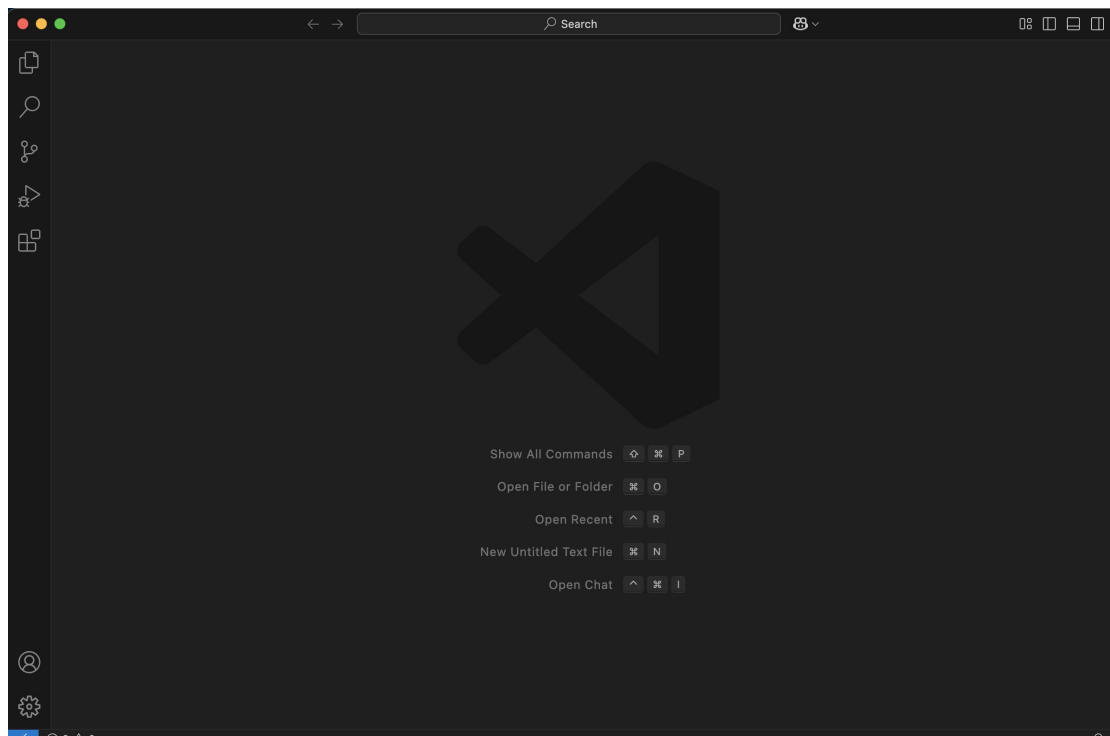 Search
Show All Commands ⇧ ⌘ P
Open File or Folder ⌘ O
Open Recent ^ R
New Untitled Text File ⌘ N
Open Chat ^ ⌘ I